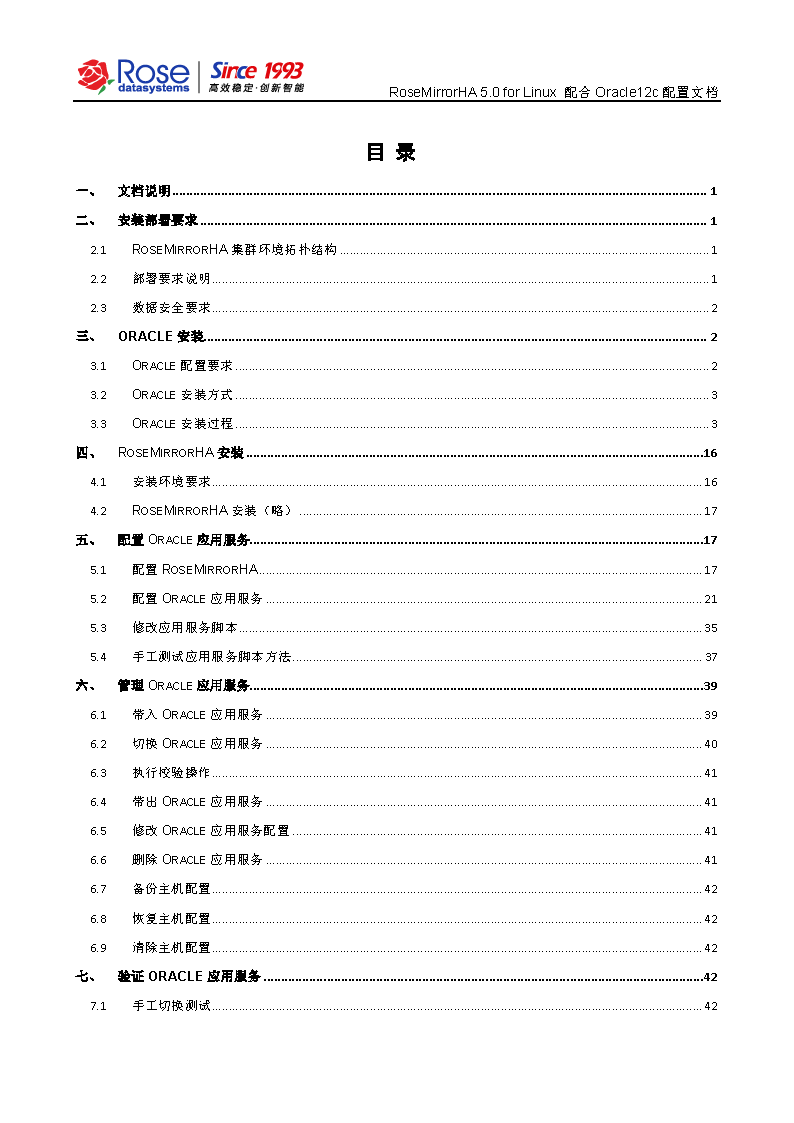 Rose
datasystems
Since 1993
高效稳定·创新智能
RoseMirrorHA 5.0 for Linux 配合 Oracle12c 配置文档
目 录
一、 文档说明 1
二、 安装部署要求 1
2.1 ROSEMIRRORHA 集群环境拓扑结构 1
2.2 部署要求说明 1
2.3 数据安全要求 2
三、 ORACLE 安装 2
3.1 ORACLE 配置要求 2
3.2 ORACLE 安装方式 3
3.3 ORACLE 安装过程 3
四、 ROSEMIRRORHA 安装 16
4.1 安装环境要求 16
4.2 ROSEMIRRORHA 安装（略） 17
五、 配置 ORACLE 应用服务 17
5.1 配置 ROSEMIRRORHA 17
5.2 配置 ORACLE 应用服务 21
5.3 修改应用服务脚本 35
5.4 手工测试应用服务脚本方法 37
六、 管理 ORACLE 应用服务 39
6.1 带入 ORACLE 应用服务 39
6.2 切换 ORACLE 应用服务 40
6.3 执行校验操作 41
6.4 带出 ORACLE 应用服务 41
6.5 修改 ORACLE 应用服务配置 41
6.6 删除 ORACLE 应用服务 41
6.7 备份主机配置 42
6.8 恢复主机配置 42
6.9 清除主机配置 42
七、 验证 ORACLE 应用服务 42
7.1 手工切换测试 42